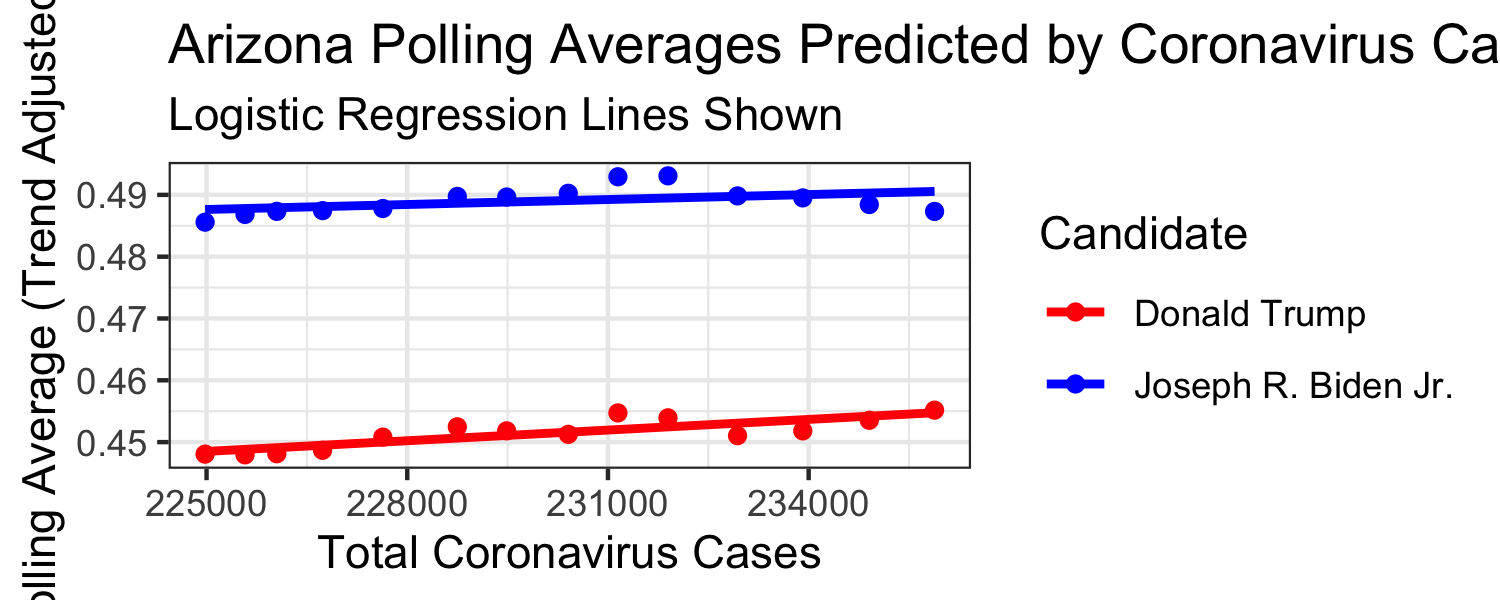 Arizona Polling Averages Predicted by Coronavirus Ca
Logistic Regression Lines Shown
olling Average (Trend Adjusted
0.49
0.48
0.47
0.46
0.45
225000
228000
231000
234000
Total Coronavirus Cases
Candidate
Donald Trump
Joseph R. Biden Jr.